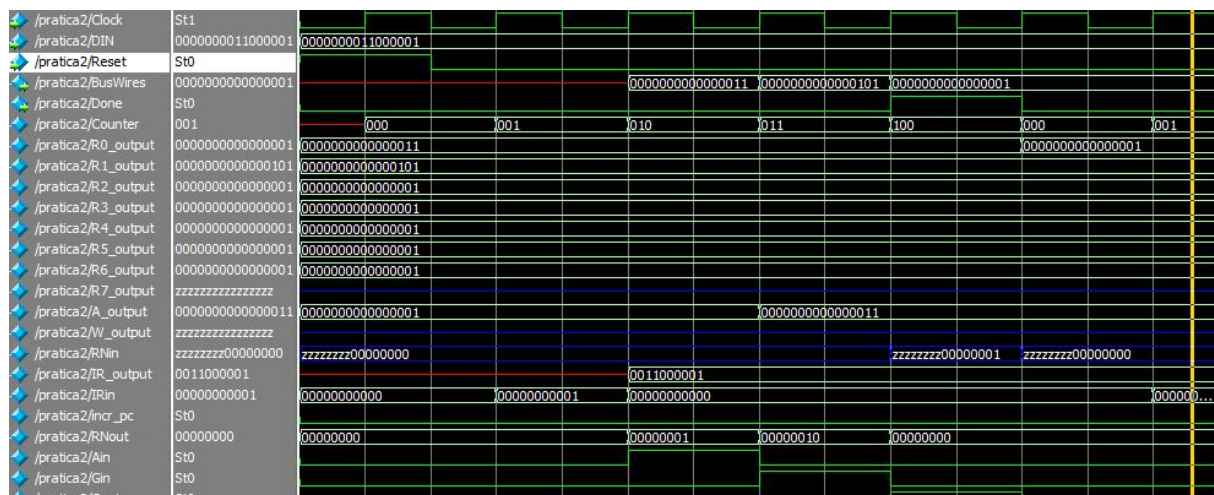 /pratica2/Clock St1
/pratica2/DIN 0000000011000001 0000000011000001
/pratica2/Reset St0
/pratica2/BusWires 0000000000000001 0000000000000011 0000000000000101 0000000000000001
/pratica2/Done St0
/pratica2/Counter 001 000 001 010 011 100 000 001
/pratica2/R0_output 0000000000000001 0000000000000011 0000000000000001
/pratica2/R1_output 0000000000000101 0000000000000101
/pratica2/R2_output 0000000000000001 0000000000000001
/pratica2/R3_output 0000000000000001 0000000000000001
/pratica2/R4_output 0000000000000001 0000000000000001
/pratica2/R5_output 0000000000000001 0000000000000001
/pratica2/R6_output 0000000000000001 0000000000000001
/pratica2/R7_output zzzzzzzzzzzzzzzz
/pratica2/A_output 0000000000000011 0000000000000001 0000000000000011
/pratica2/W_output zzzzzzzzzzzzzzzz
/pratica2/RNin zzzzzzzz00000000 zzzzzzzz00000000 zzzzzzzz00000001 zzzzzzzz00000000
/pratica2/IR_output 0011000001 0011000001
/pratica2/IRin 00000000001 00000000000 00000000001 00000000000 000000...
/pratica2/incr_pc St0
/pratica2/RNout 00000000 00000000 00000001 00000010 00000000
/pratica2/Ain St0
/pratica2/Gin St0